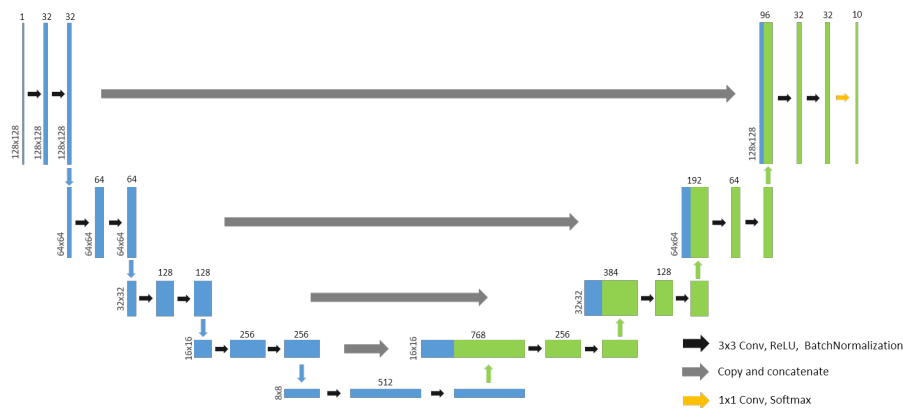 1
32
32
96
32
32
10
128x128
128x128
128x128
128x128
64
64
192
64
64x64
64x64
64x64
64x64
128
128
384
128
32x32
32x32
256
256
768
256
16x16
16x16
512
8x8
3x3 Conv, ReLU, BatchNormalization
Copy and concatenate
1x1 Conv, Softmax